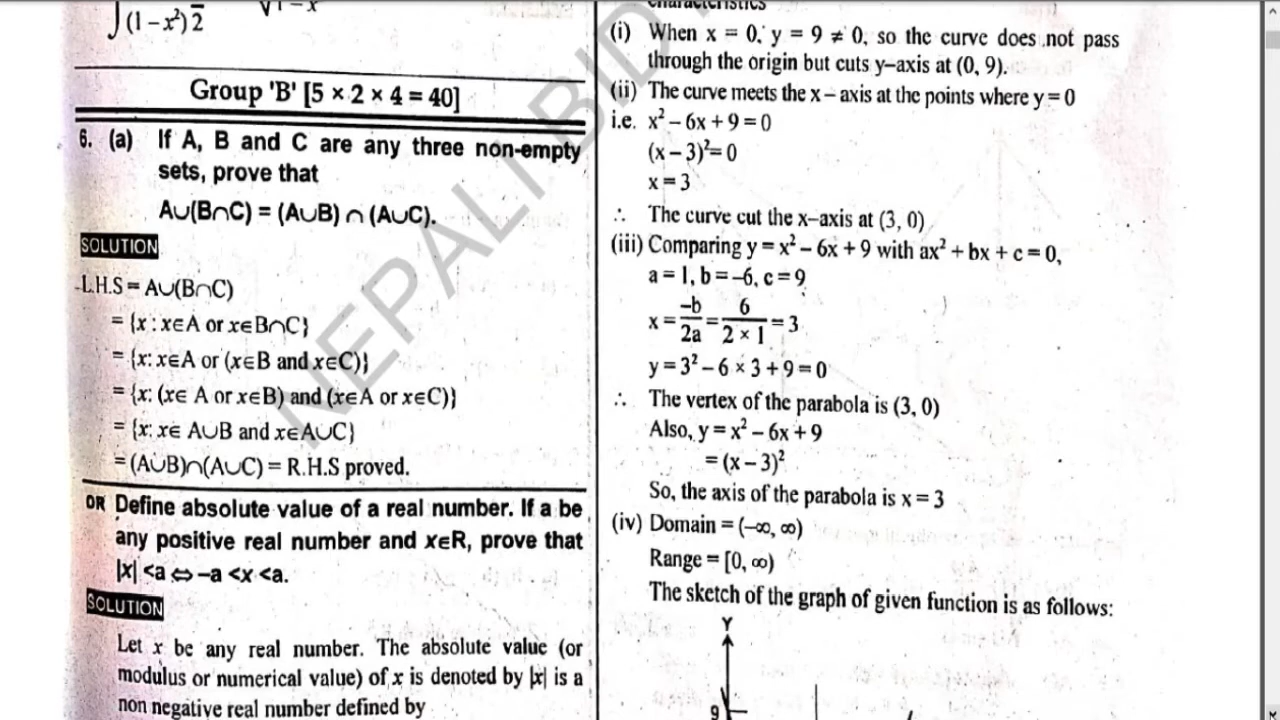 ∫(1–x²)2̅ √1 – x
Group 'B' [5 × 2 × 4 = 40]
6. (a) If A, B and C are any three non-empty
sets, prove that
A∪(B∩C) = (A∪B) ∩ (A∪C).
SOLUTION
L.H.S = A∪(B∩C)
= {x : x∈A or x∈B∩C}
= {x: x∈A or (x∈B and x∈C)}
= {x: (x∈ A or x∈B) and (x∈A or x∈C)}
= {x: x∈ A∪B and x∈A∪C}
= (A∪B)∩(A∪C) = R.H.S proved.
OR Define absolute value of a real number. If a be
any positive real number and x∈R, prove that
|x| <a ⇔ –a <x <a.
SOLUTION
Let x be any real number. The absolute value (or
modulus or numerical value) of x is denoted by |x| is a
non negative real number defined by
characteristics
(i) When x = 0, y = 9 ≠ 0, so the curve does not pass
through the origin but cuts y–axis at (0, 9).
(ii) The curve meets the x – axis at the points where y = 0
i.e. x² – 6x + 9 = 0
(x – 3)²= 0
x = 3
∴ The curve cut the x–axis at (3, 0)
(iii) Comparing y = x² – 6x + 9 with ax² + bx + c = 0,
a = 1, b = –6, c = 9
x = –b/2a = 6/2 × 1 = 3
y = 3² – 6 × 3 + 9 = 0
∴ The vertex of the parabola is (3, 0)
Also, y = x² – 6x + 9
= (x – 3)²
So, the axis of the parabola is x = 3
(iv) Domain = (–∞, ∞)
Range = [0, ∞)
The sketch of the graph of given function is as follows:
Y
9
NEPALI BID